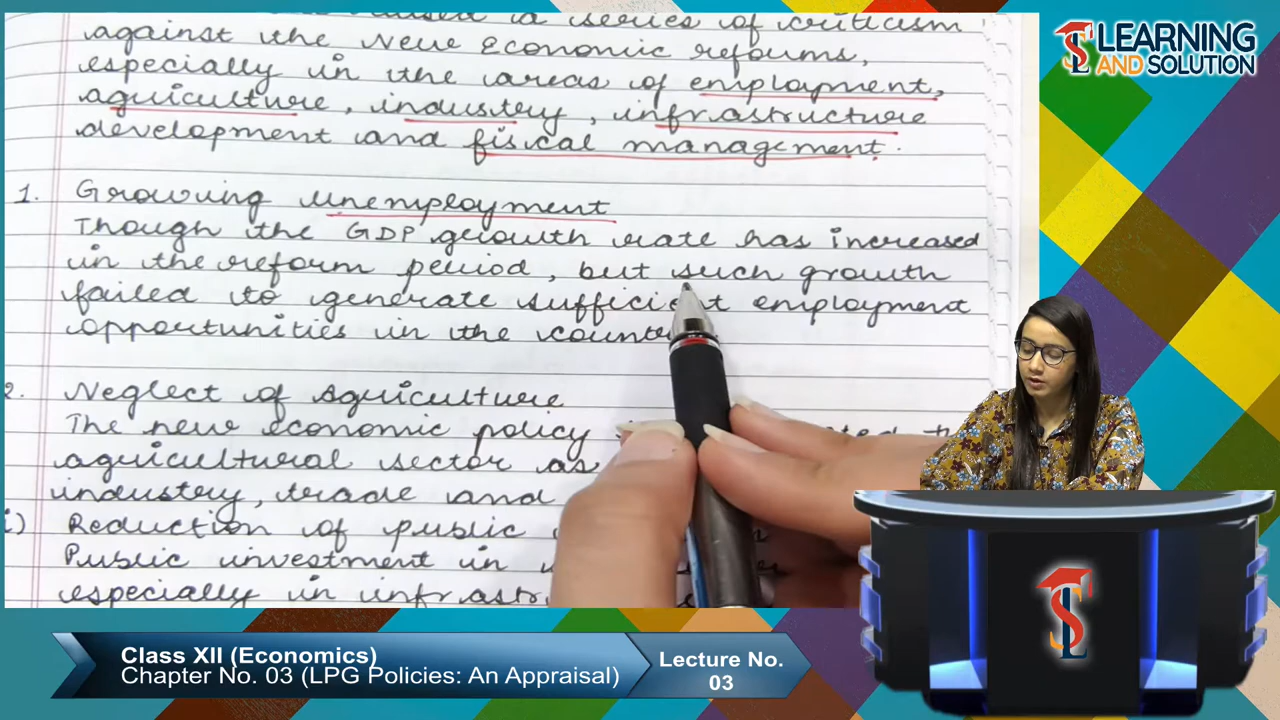 a series of criticism
against the New Economic reforms,
especially in the areas of employment,
agriculture, industry, infrastructure
development and fiscal management.
1. Growing unemployment
Though the GDP growth rate has increased
in the reform period, but such growth
failed to generate sufficient employment
opportunities in the
2. Neglect of Agriculture
The new economic policy
agricultural sector as
industry, trade and
i) Reduction of public
Public investment in
especially in
LEARNING
AND SOLUTION
Class XII (Economics)
Chapter No. 03 (LPG Policies: An Appraisal)
Lecture No.
03